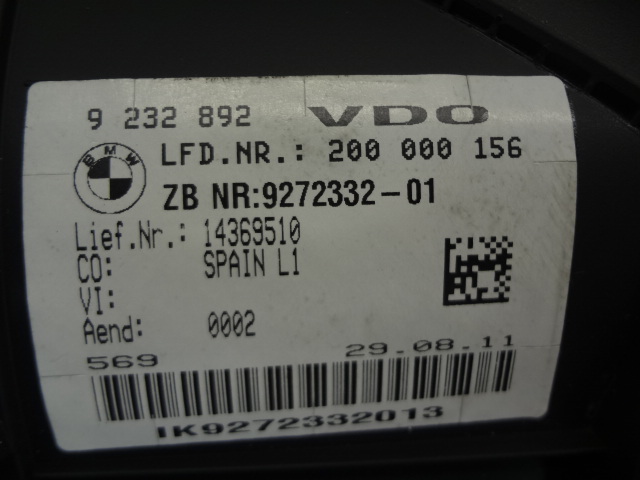 9 232 892 VDO
BMW
LFD.NR.: 200 000 156
ZB NR:9272332-01
Lief.Nr.: 14369510
CO: SPAIN L1
VI:
Aend: 0002
569 29.08.11
IK9272332013